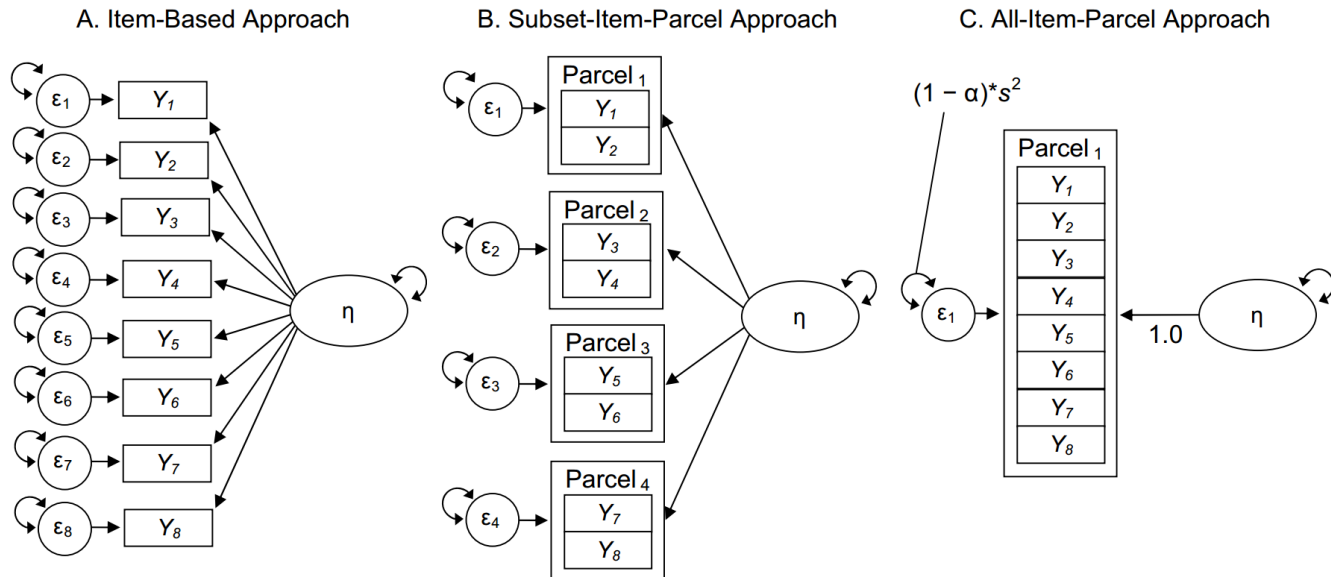 A. Item-Based Approach
ε1
Y1
ε2
Y2
ε3
Y3
ε4
Y4
ε5
Y5
ε6
Y6
ε7
Y7
ε8
Y8
η
B. Subset-Item-Parcel Approach
ε1
Parcel 1
Y1
Y2
ε2
Parcel 2
Y3
Y4
ε3
Parcel 3
Y5
Y6
ε4
Parcel 4
Y7
Y8
η
C. All-Item-Parcel Approach
(1 − α)*s²
ε1
Parcel 1
Y1
Y2
Y3
Y4
Y5
Y6
Y7
Y8
1.0
η